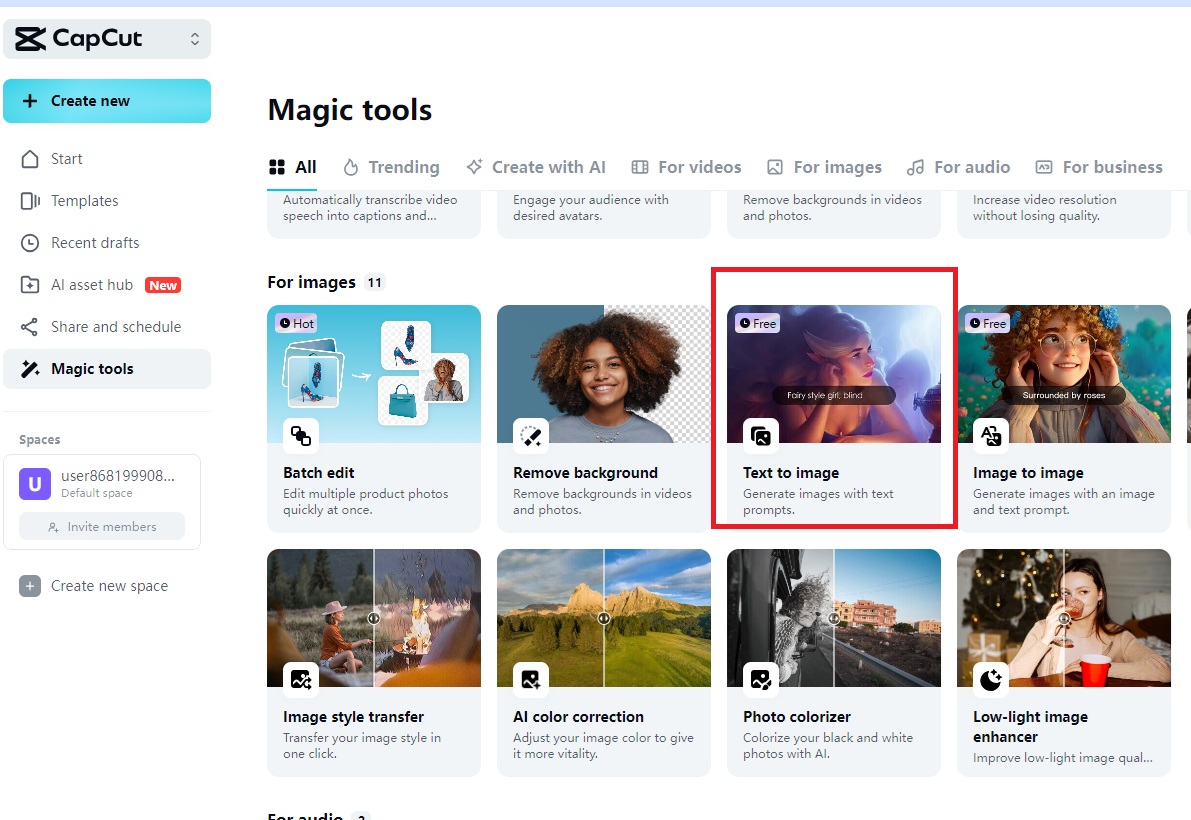 CapCut
Create new
Start
Templates
Recent drafts
AI asset hub New
Share and schedule
Magic tools
Spaces
U
user868199908...
Default space
Invite members
Create new space
Magic tools
All Trending Create with AI For videos For images For audio For business
Automatically transcribe video
speech into captions and...
Engage your audience with
desired avatars.
Remove backgrounds in videos
and photos.
Increase video resolution
without losing quality.
For images 11
Hot
Batch edit
Edit multiple product photos
quickly at once.
Remove background
Remove backgrounds in videos
and photos.
Free
Fairy style girl, blind
Text to image
Generate images with text
prompts.
Free
Surrounded by roses
Image to image
Generate images with an image
and text prompt.
Image style transfer
Transfer your image style in
one click.
AI color correction
Adjust your image color to give
it more vitality.
Photo colorizer
Colorize your black and white
photos with AI.
Low-light image
enhancer
Improve low-light image qual...
For audio 2